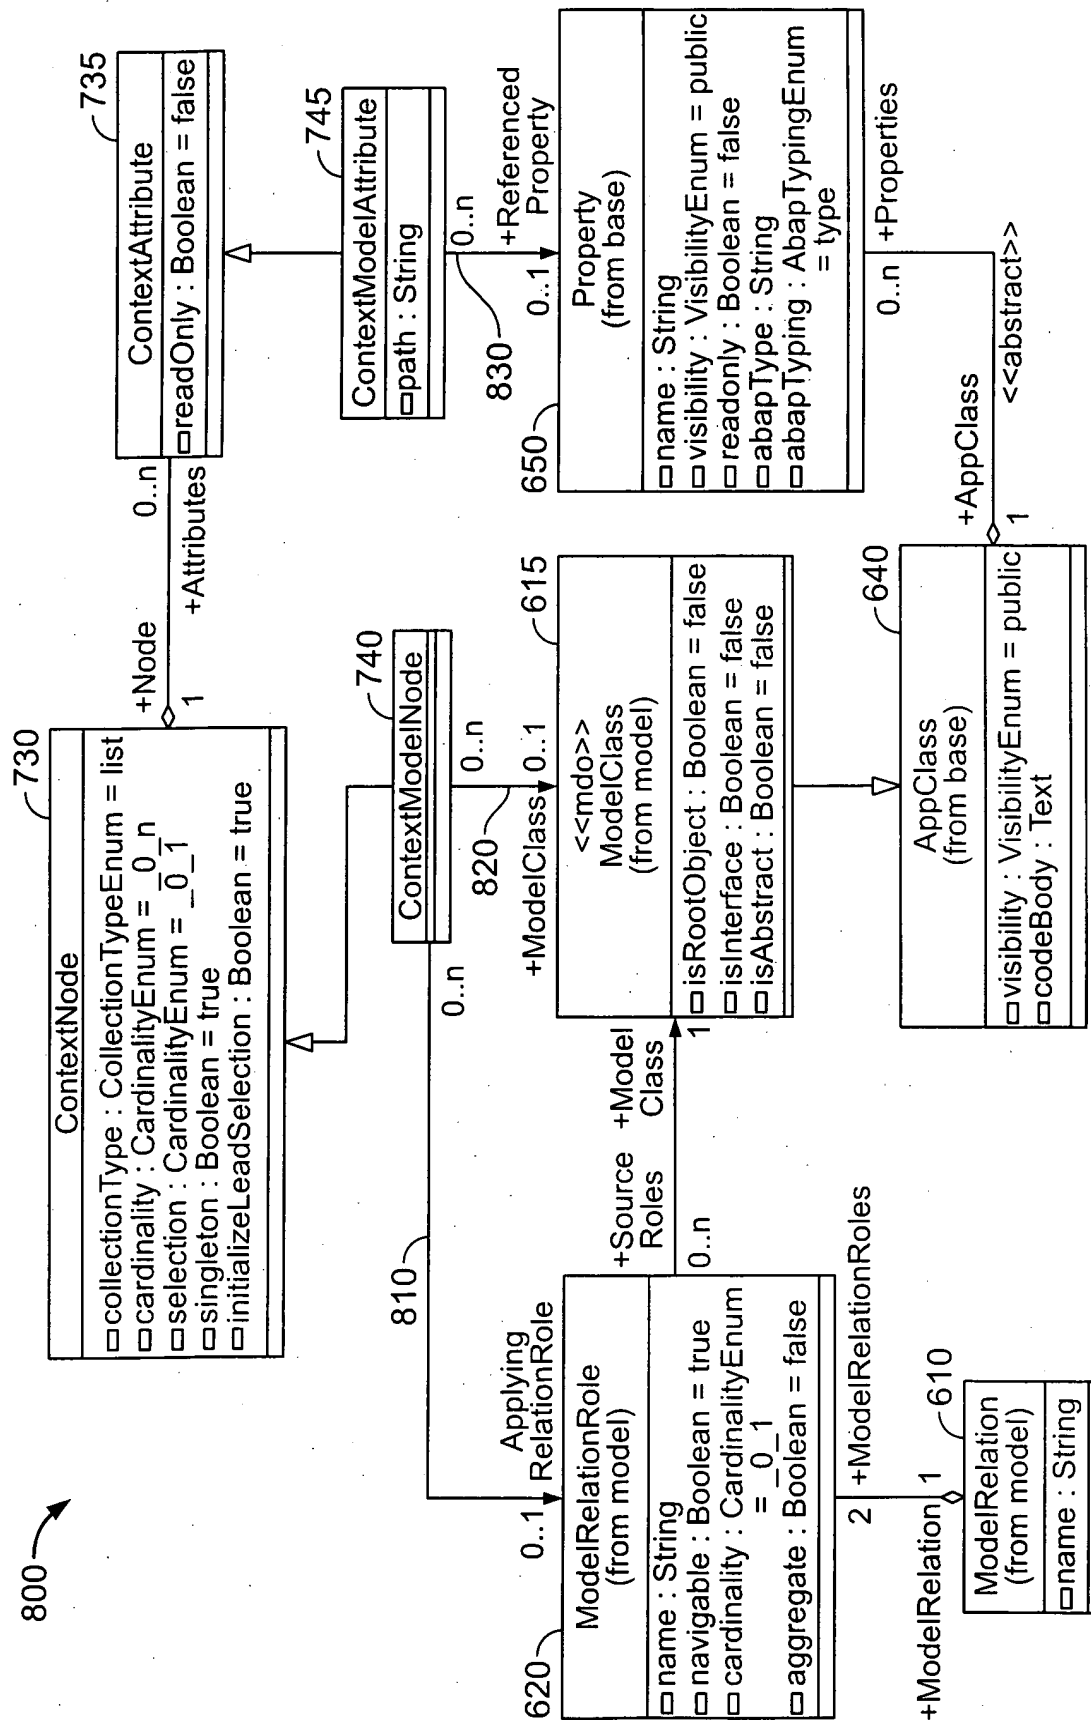 800
730
ContextNode
collectionType : CollectionTypeEnum = list
cardinality : CardinalityEnum = _0_n
selection : CardinalityEnum = _0_1
singleton : Boolean = true
initializeLeadSelection : Boolean = true
+Node
1
0..n
+Attributes
735
ContextAttribute
readOnly : Boolean = false
740
ContextModelNode
745
ContextModelAttribute
path : String
810
0..n
Applying
RelationRole
0..1
820
0..n
+ModelClass
0..1
830
0..n
+Referenced
Property
0..1
620
ModelRelationRole
(from model)
name : String
navigable : Boolean = true
cardinality : CardinalityEnum
= _0_1
aggregate : Boolean = false
+Source
Roles
0..n
+Model
Class
1
615
<<mdo>>
ModelClass
(from model)
isRootObject : Boolean = false
isInterface : Boolean = false
isAbstract : Boolean = false
650
Property
(from base)
name : String
visibility : VisibilityEnum = public
readonly : Boolean = false
abapType : String
abapTyping : AbapTypingEnum
= type
2
+ModelRelationRoles
+ModelRelation
1
610
ModelRelation
(from model)
name : String
640
AppClass
(from base)
visibility : VisibilityEnum = public
codeBody : Text
+AppClass
1
<<abstract>>
0..n
+Properties